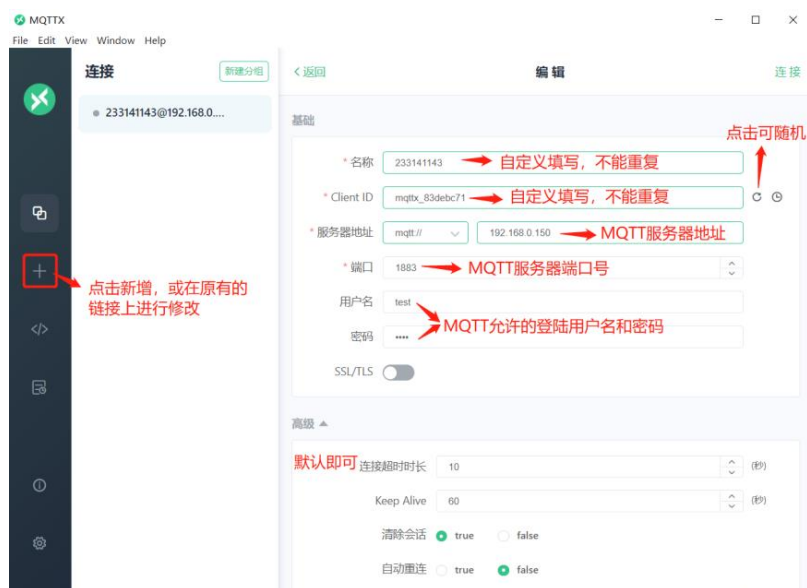 MQTTX
File Edit View Window Help
连接 新建分组
233141143@192.168.0....
点击新增，或在原有的
链接上进行修改
<返回 编辑 连接
基础
点击可随机
* 名称 233141143 自定义填写，不能重复
* Client ID mqttx_83debc71 自定义填写，不能重复
* 服务器地址 mqtt:// 192.168.0.150 MQTT服务器地址
* 端口 1883 MQTT服务器端口号
用户名 test
MQTT允许的登陆用户名和密码
密码 ••••
SSL/TLS
高级
默认即可
连接超时时长 10 (秒)
Keep Alive 60 (秒)
清除会话 true false
自动重连 true false